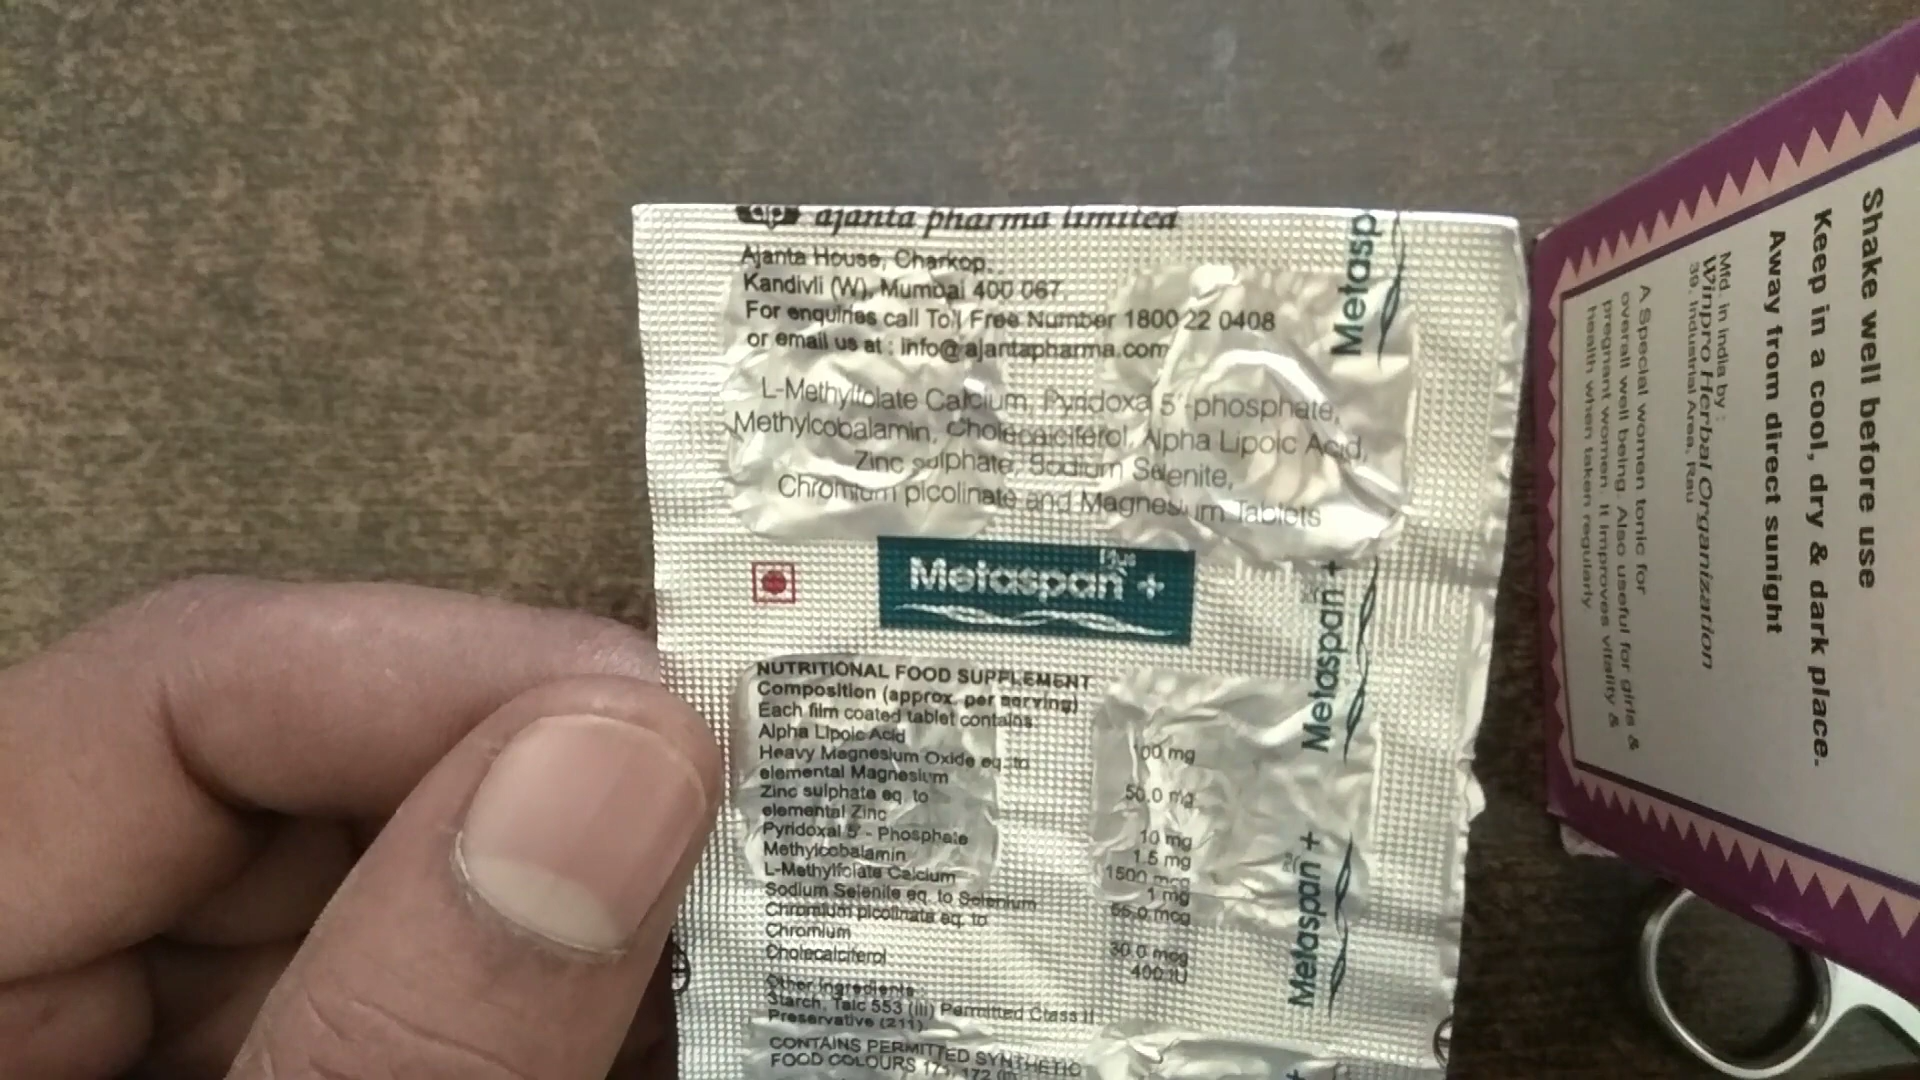 ajanta pharma limited
Ajanta House, Charkop,
Kandivli (W), Mumbai 400 067
For enquiries call Toll Free Number 1800 22 0408
or email us at : info@ajantapharma.com
L-Methylfolate Calcium, Pyridoxal 5'-phosphate,
Methylcobalamin, Cholecalciferol, Alpha Lipoic Acid,
Zinc sulphate, Sodium Selenite,
Chromium picolinate and Magnesium Tablets
Plus
Metaspan +
NUTRITIONAL FOOD SUPPLEMENT
Composition (approx. per serving)
Each film coated tablet contains:
Alpha Lipoic Acid 100 mg
Heavy Magnesium Oxide eq. to
elemental Magnesium 50.0 mg
Zinc sulphate eq. to
elemental Zinc 10 mg
Pyridoxal 5' - Phosphate 1.5 mg
Methylcobalamin 1500 mcg
L-Methylfolate Calcium 1 mg
Sodium Selenite eq. to Selenium 55.0 mcg
Chromium picolinate eq. to
Chromium 30.0 mcg
Cholecalciferol 400 IU
Other Ingredients:
Starch, Talc 553 (iii) Permitted Class II
Preservative (211)
CONTAINS PERMITTED SYNTHETIC
FOOD COLOURS 171, 172
Metasp
Metaspan +
Metaspan +
+
Shake well before use
Keep in a cool, dry & dark place.
Away from direct sunight
Mfd. in India by :
Winpro Herbal Organization
39, Industrial Area, Rau
A Special women tonic for
overall well being. Also useful for girls &
pregnant women. It improves vitality &
health when taken regularly